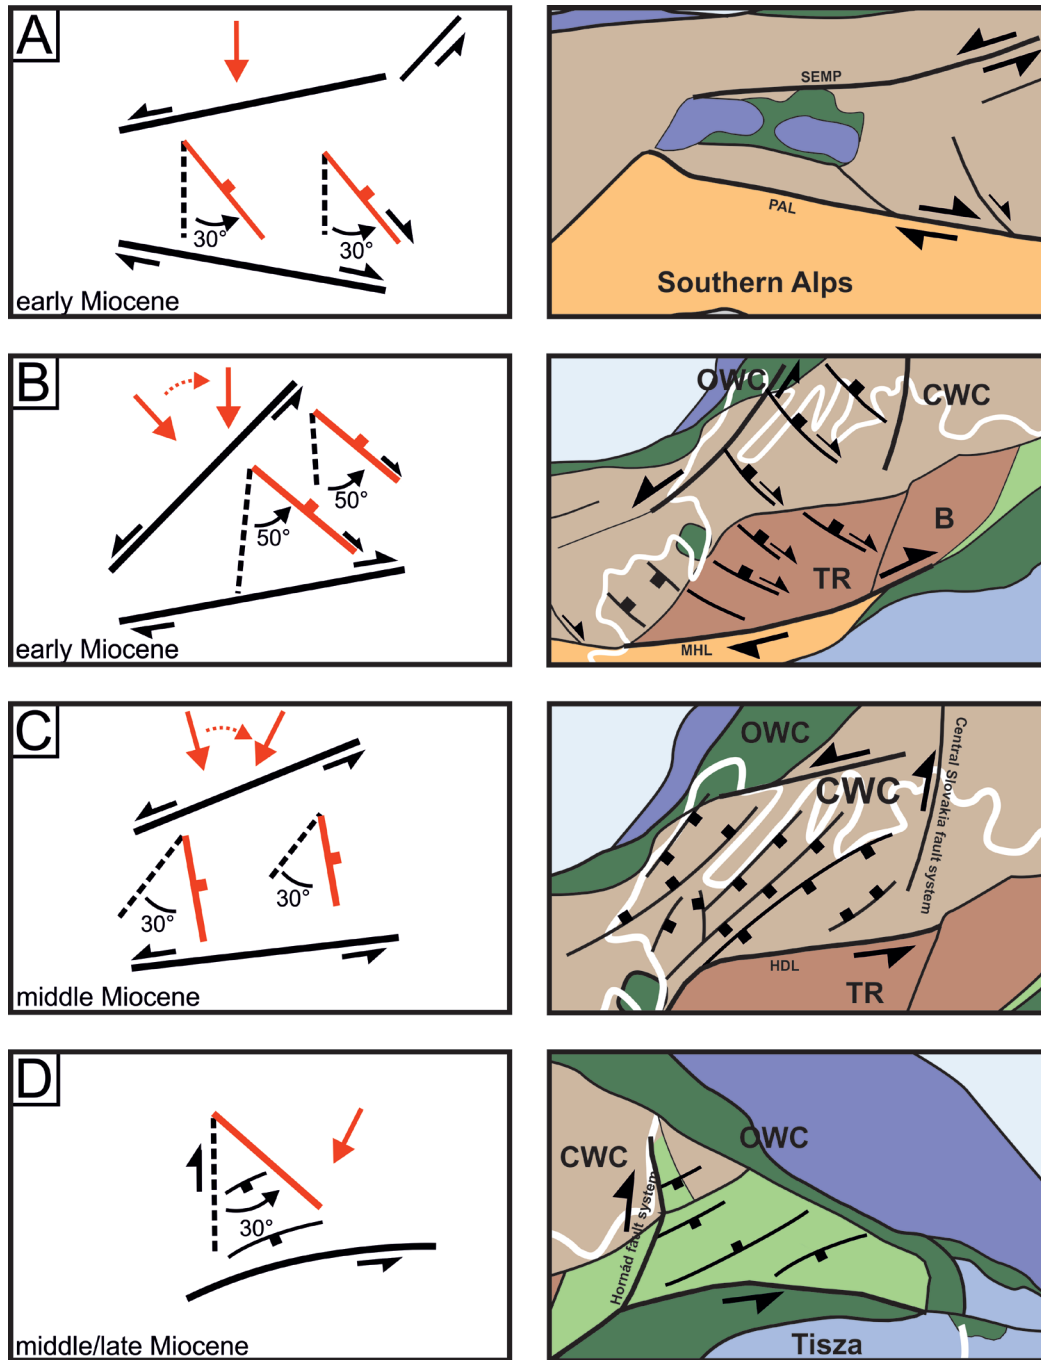 A
30°
30°
early Miocene
SEMP
PAL
Southern Alps
B
50°
50°
early Miocene
OWC
CWC
B
TR
MHL
C
30°
30°
middle Miocene
OWC
CWC
Central Slovakia fault system
HDL
TR
D
30°
middle/late Miocene
CWC
OWC
Hornád fault system
Tisza